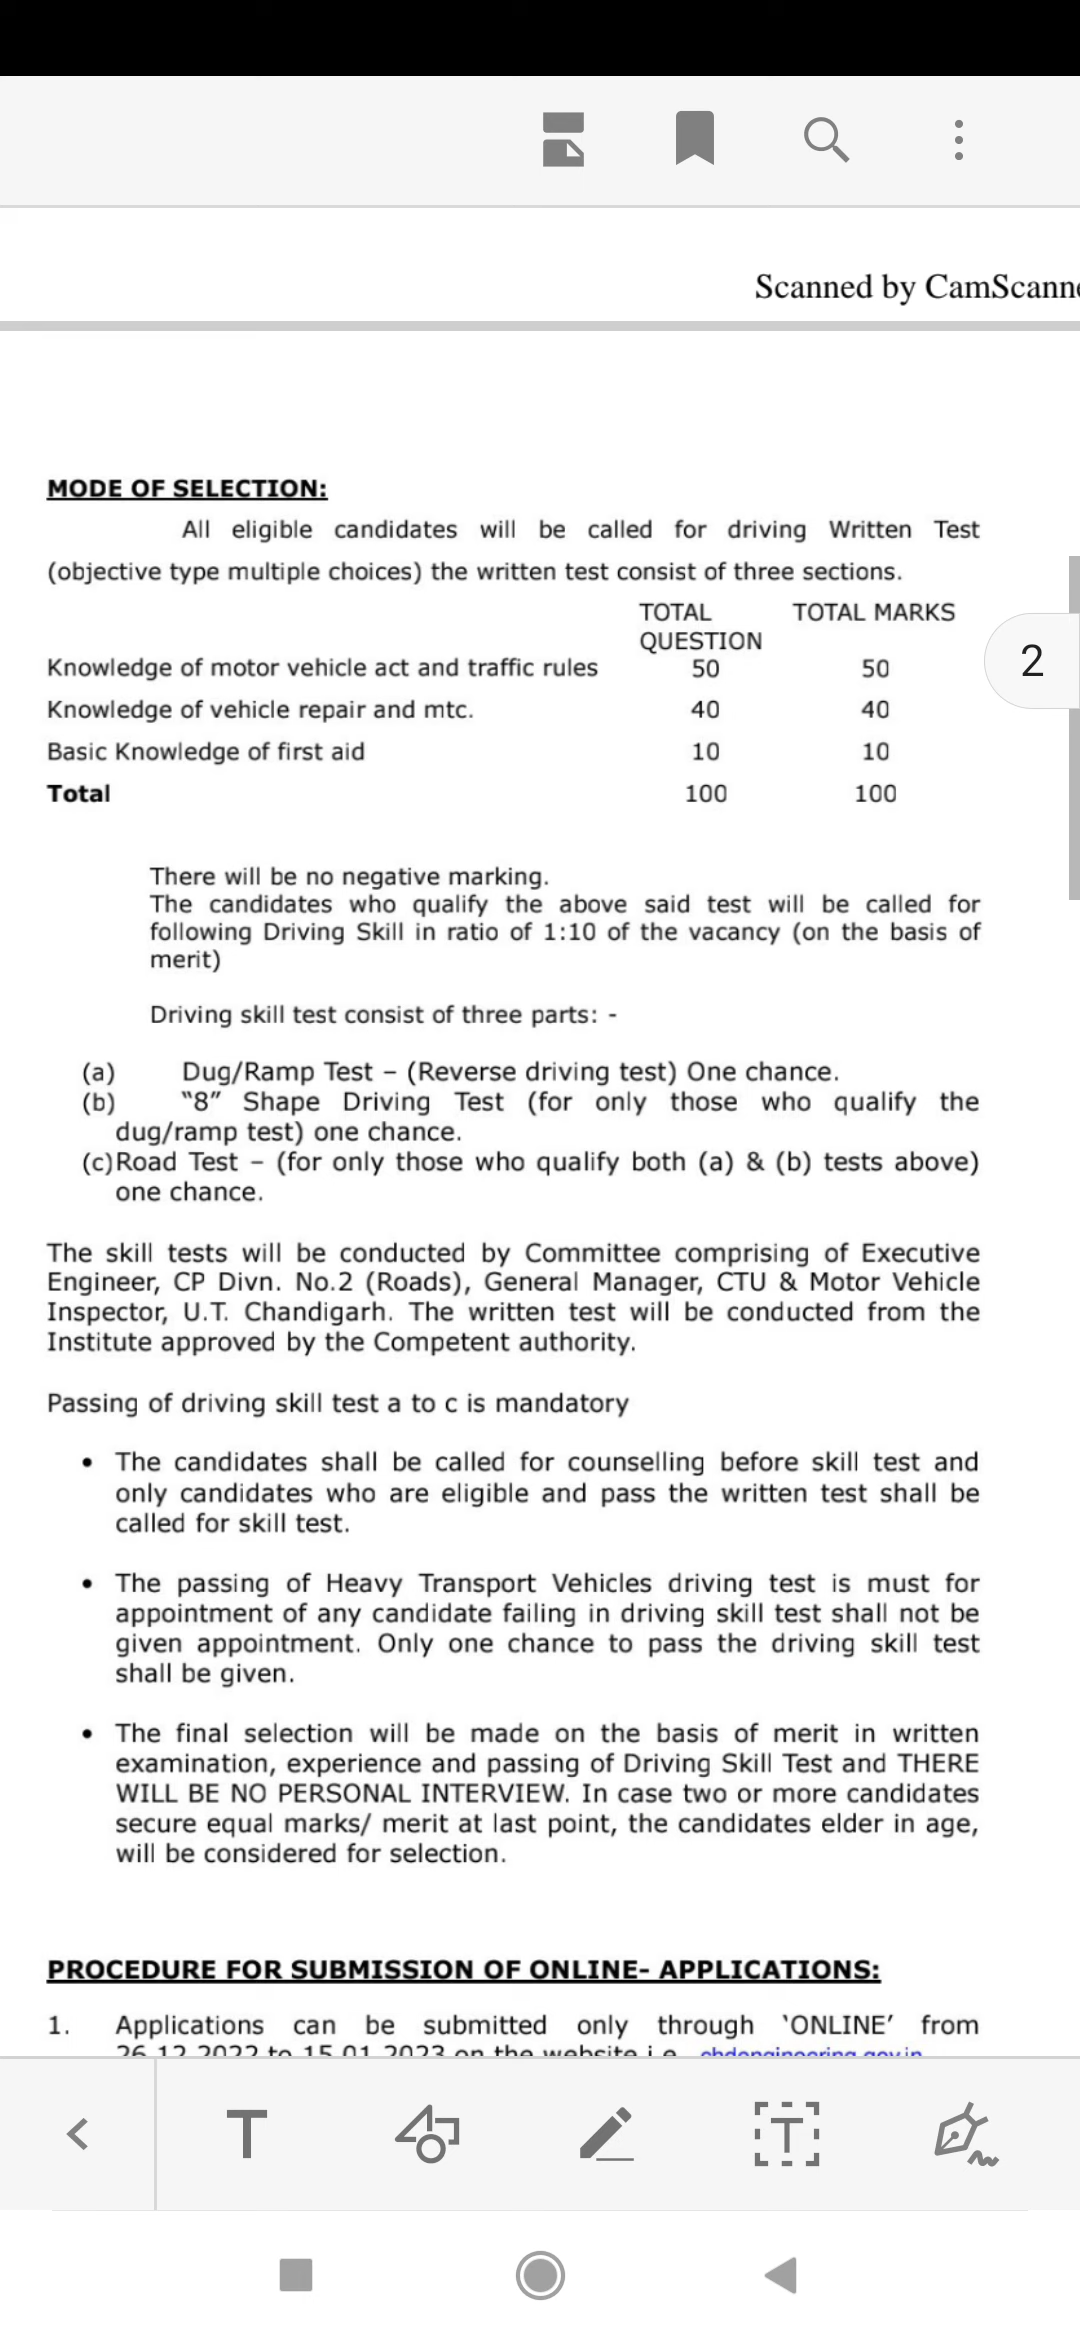 Scanned by CamScann
MODE OF SELECTION:
All eligible candidates will be called for driving Written Test
(objective type multiple choices) the written test consist of three sections.
TOTAL TOTAL MARKS
QUESTION
Knowledge of motor vehicle act and traffic rules 50 50
2
Knowledge of vehicle repair and mtc. 40 40
Basic Knowledge of first aid 10 10
Total 100 100
There will be no negative marking.
The candidates who qualify the above said test will be called for
following Driving Skill in ratio of 1:10 of the vacancy (on the basis of
merit)
Driving skill test consist of three parts: -
(a) Dug/Ramp Test – (Reverse driving test) One chance.
(b) “8” Shape Driving Test (for only those who qualify the
dug/ramp test) one chance.
(c)Road Test – (for only those who qualify both (a) & (b) tests above)
one chance.
The skill tests will be conducted by Committee comprising of Executive
Engineer, CP Divn. No.2 (Roads), General Manager, CTU & Motor Vehicle
Inspector, U.T. Chandigarh. The written test will be conducted from the
Institute approved by the Competent authority.
Passing of driving skill test a to c is mandatory
• The candidates shall be called for counselling before skill test and
only candidates who are eligible and pass the written test shall be
called for skill test.
• The passing of Heavy Transport Vehicles driving test is must for
appointment of any candidate failing in driving skill test shall not be
given appointment. Only one chance to pass the driving skill test
shall be given.
• The final selection will be made on the basis of merit in written
examination, experience and passing of Driving Skill Test and THERE
WILL BE NO PERSONAL INTERVIEW. In case two or more candidates
secure equal marks/ merit at last point, the candidates elder in age,
will be considered for selection.
PROCEDURE FOR SUBMISSION OF ONLINE- APPLICATIONS:
1. Applications can be submitted only through ‘ONLINE’ from
26.12.2022 to 15.01.2023 on the website i.e. chdengineering.gov.in
T
T